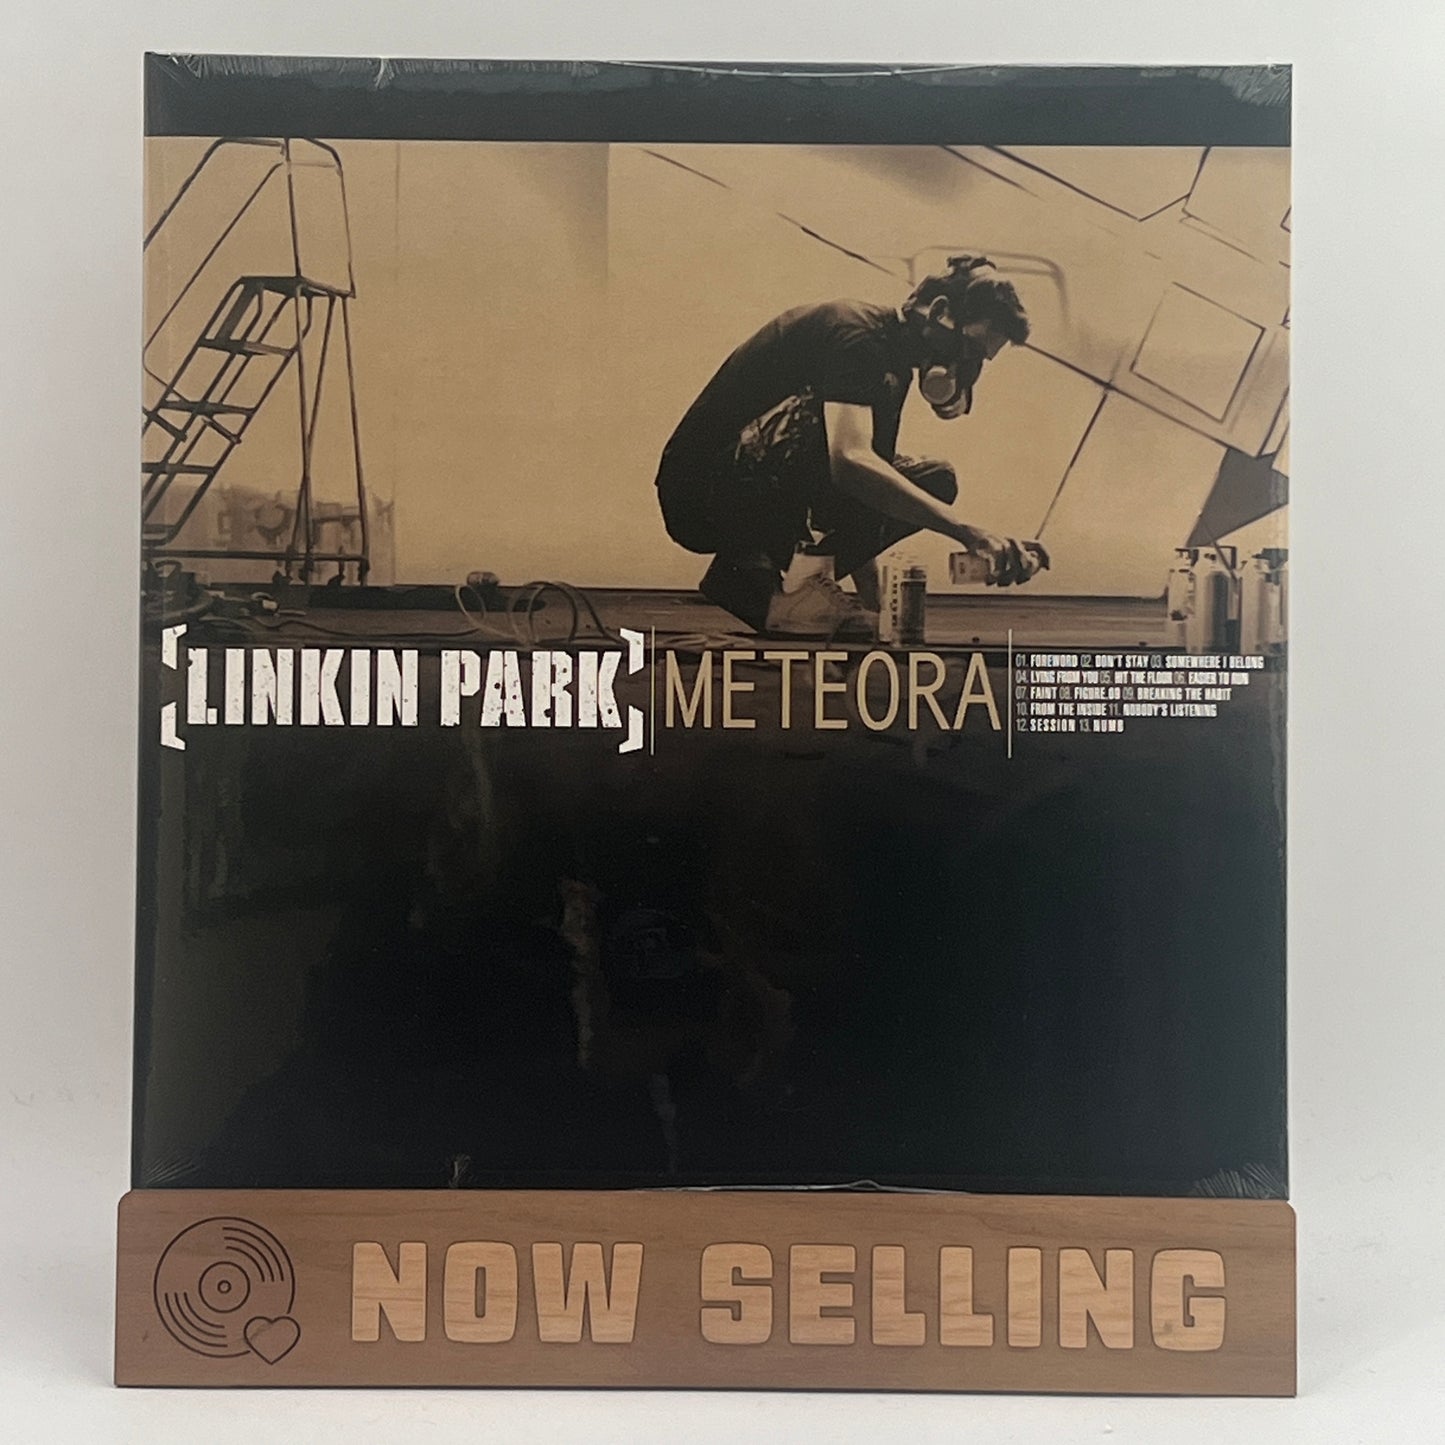 [LINKIN PARK] METEORA
01. FOREWORD 02. DON'T STAY 03. SOMEWHERE I BELONG
04. LYING FROM YOU 05. HIT THE FLOOR 06. EASIER TO RUN
07. FAINT 08. FIGURE.09 09. BREAKING THE HABIT
10. FROM THE INSIDE 11. NOBODY'S LISTENING
12. SESSION 13. NUMB
NOW SELLING